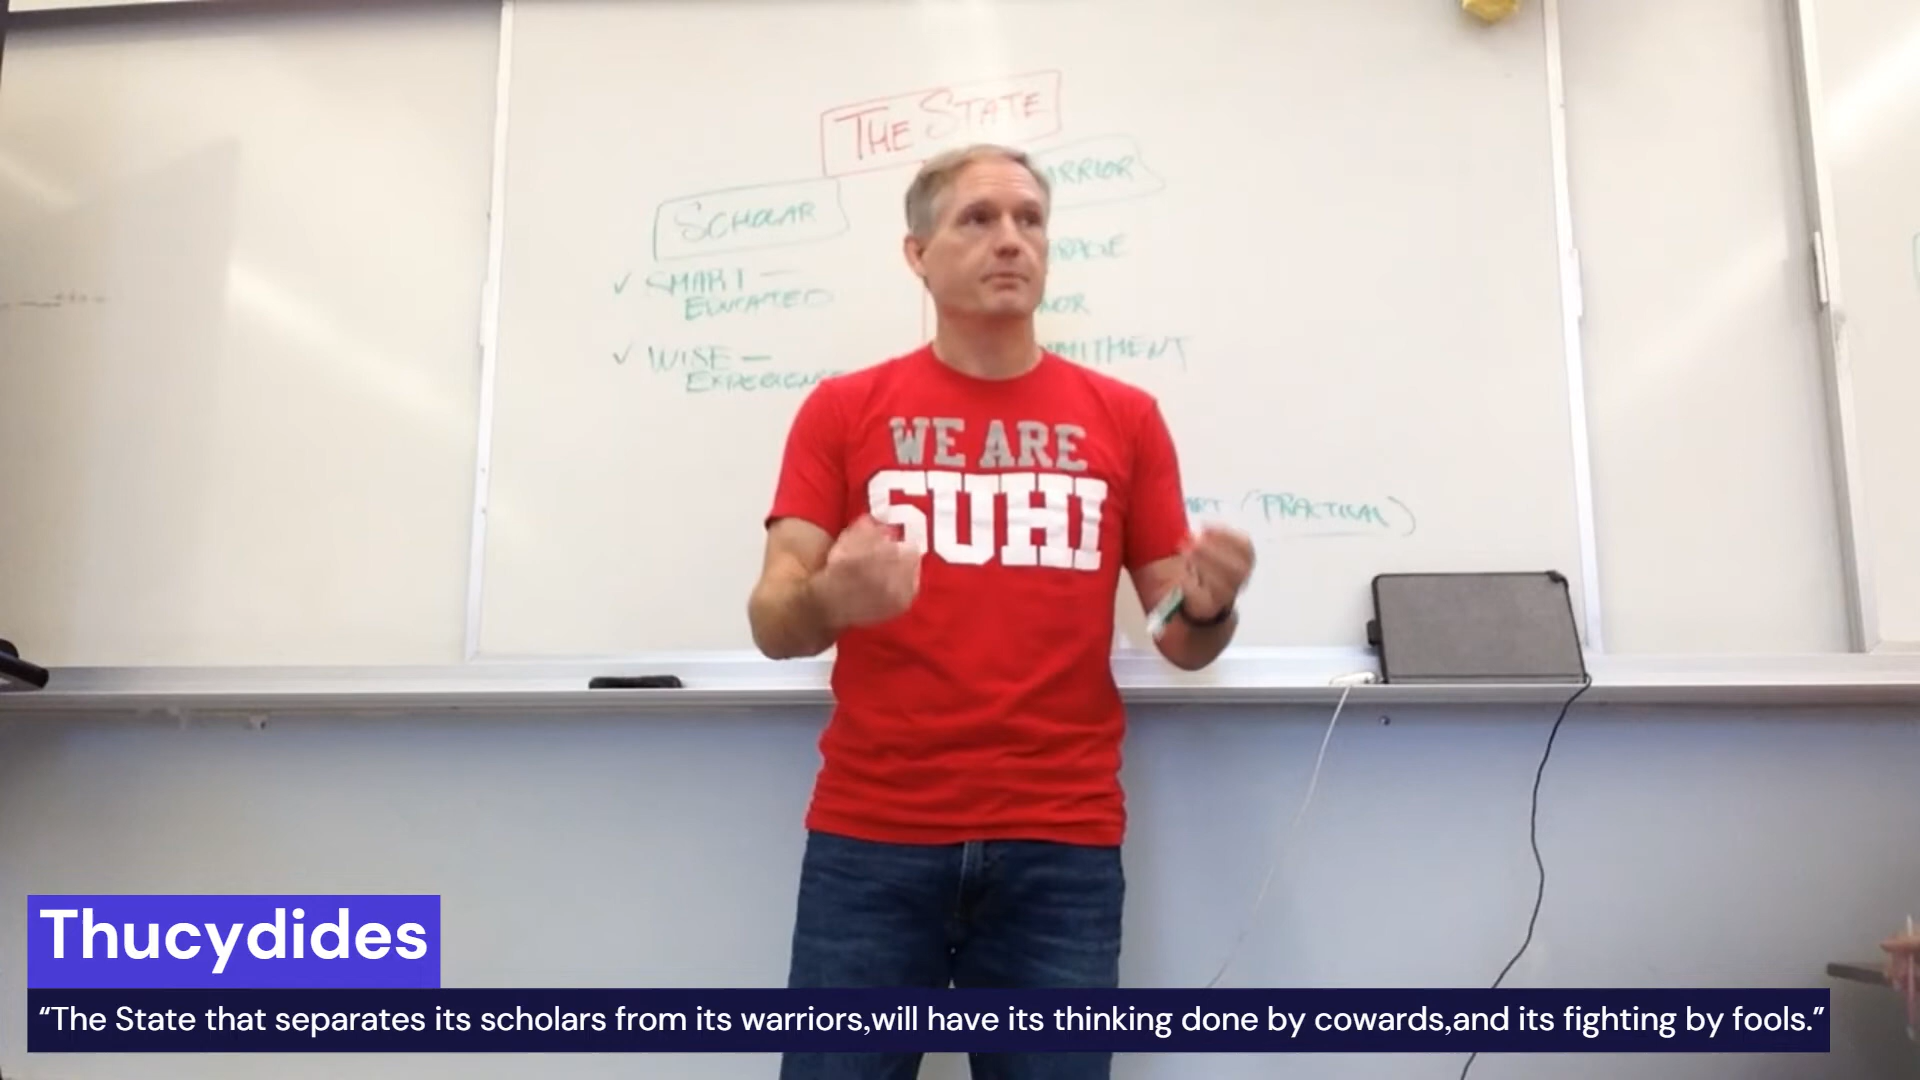 THE STATE
SCHOLAR
✓ SMART —
EDUCATED
✓ WISE —
EXPERIENCE
WE ARE
SUHI
(PRACTICAL)
Thucydides
“The State that separates its scholars from its warriors,will have its thinking done by cowards,and its fighting by fools.”